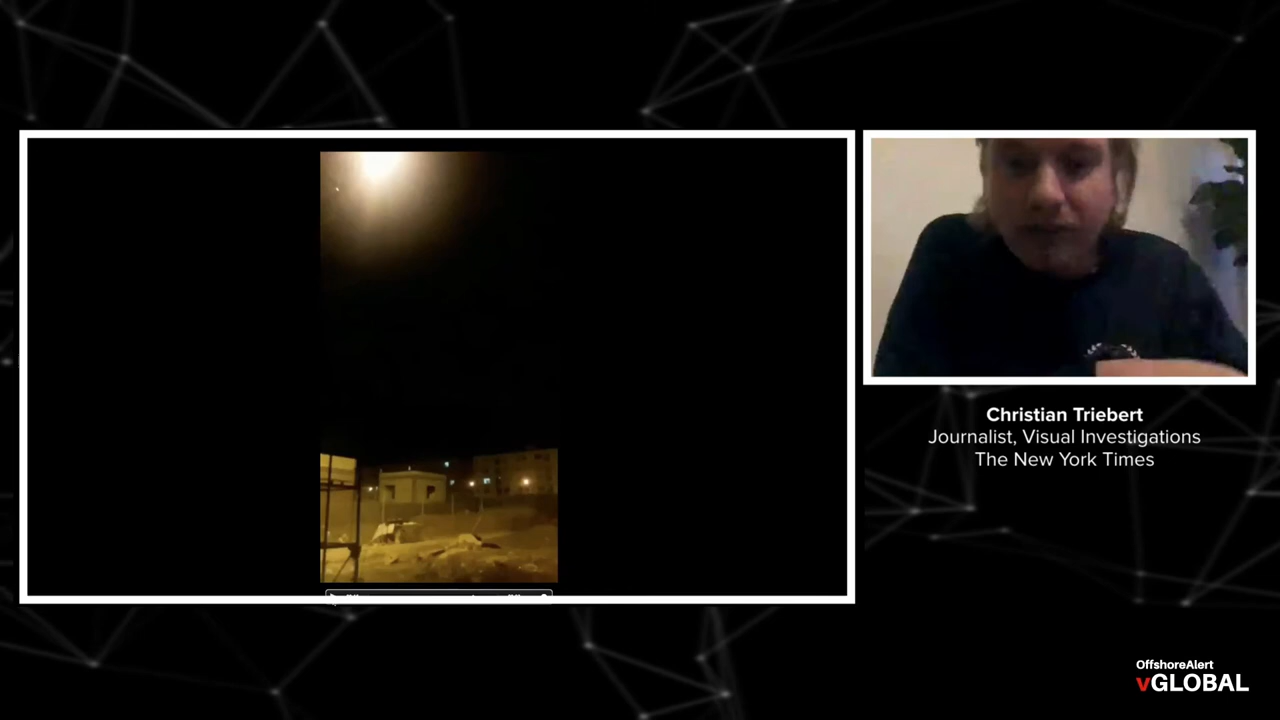 Christian Triebert
Journalist, Visual Investigations
The New York Times
OffshoreAlert
vGLOBAL